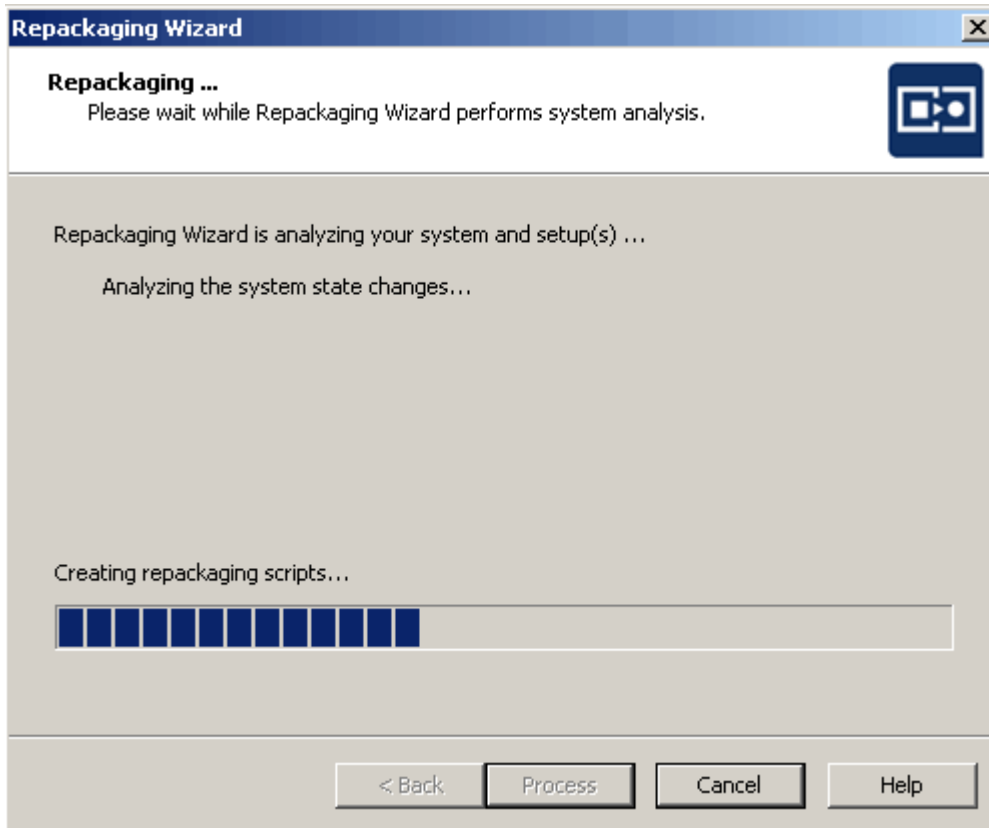 Repackaging Wizard
Repackaging ...
Please wait while Repackaging Wizard performs system analysis.
Repackaging Wizard is analyzing your system and setup(s) ...
Analyzing the system state changes...
Creating repackaging scripts...
< Back Process Cancel Help